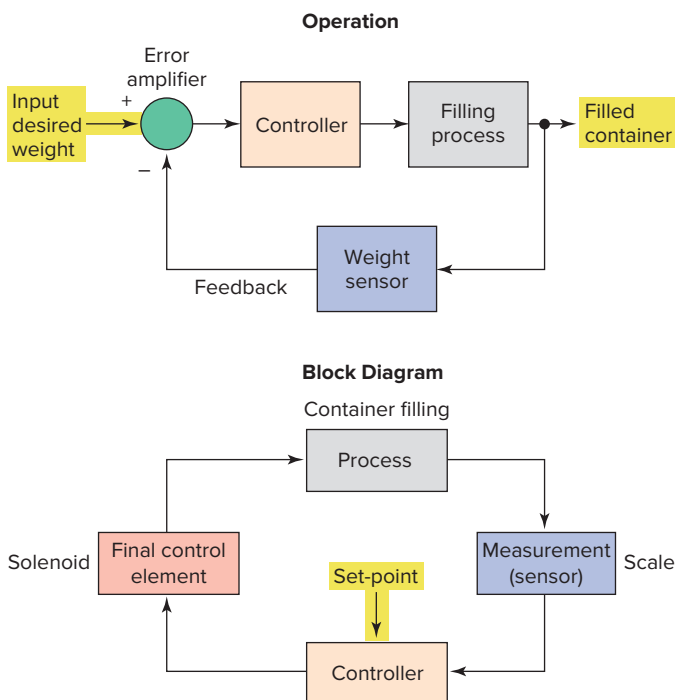 Operation
Error
amplifier
Input
desired
weight
+
−
Controller
Filling
process
Filled
container
Weight
sensor
Feedback
Block Diagram
Container filling
Process
Solenoid
Final control
element
Set-point
Measurement
(sensor)
Scale
Controller